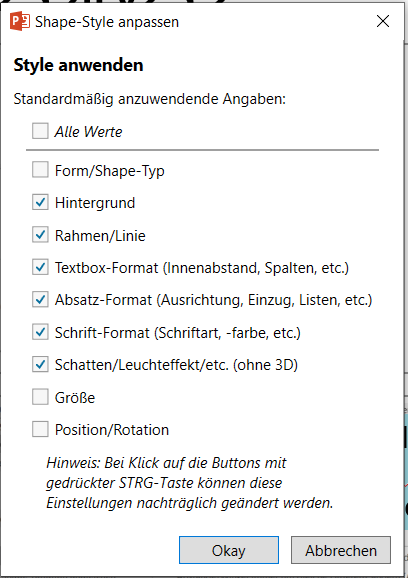 Shape-Style anpassen
Style anwenden
Standardmäßig anzuwendende Angaben:
Alle Werte
Form/Shape-Typ
Hintergrund
Rahmen/Linie
Textbox-Format (Innenabstand, Spalten, etc.)
Absatz-Format (Ausrichtung, Einzug, Listen, etc.)
Schrift-Format (Schriftart, -farbe, etc.)
Schatten/Leuchteffekt/etc. (ohne 3D)
Größe
Position/Rotation
Hinweis: Bei Klick auf die Buttons mit
gedrückter STRG-Taste können diese
Einstellungen nachträglich geändert werden.
Okay
Abbrechen